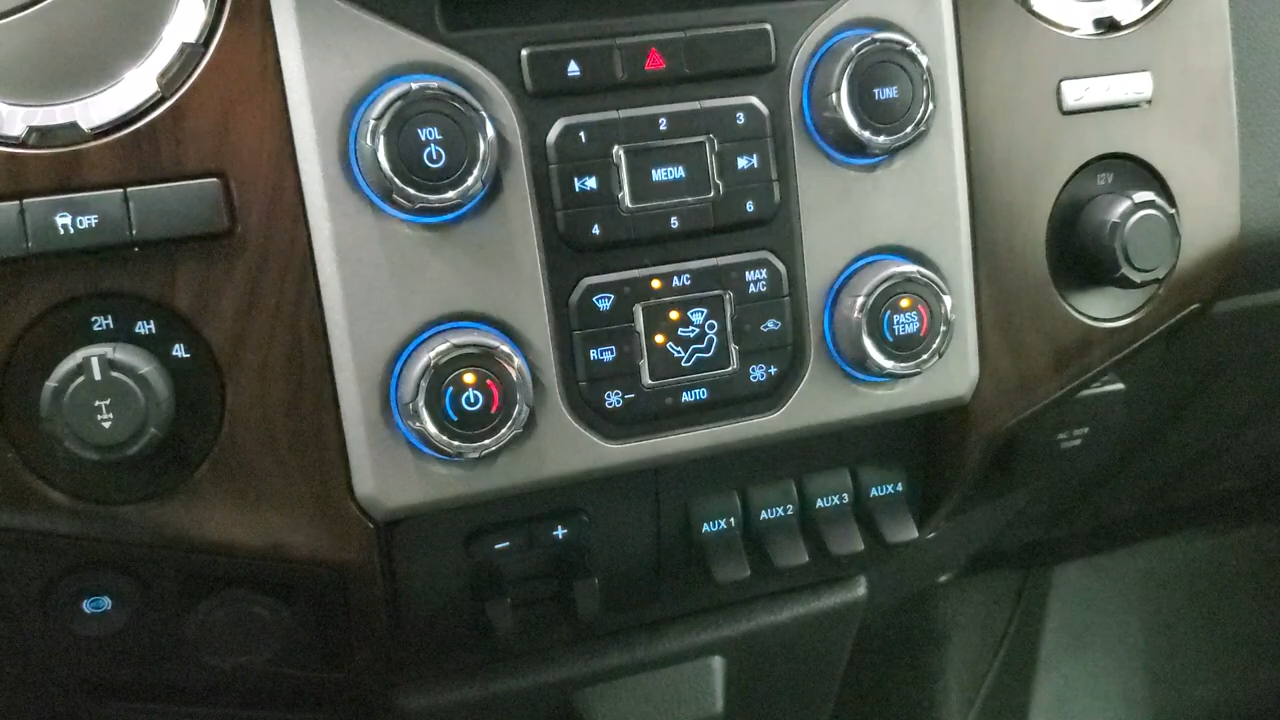 VOL
1
2
3
MEDIA
4
5
6
TUNE
12V
OFF
2H
4H
4L
A/C
MAX
A/C
R
AUTO
PASS
TEMP
- +
AUX 1
AUX 2
AUX 3
AUX 4